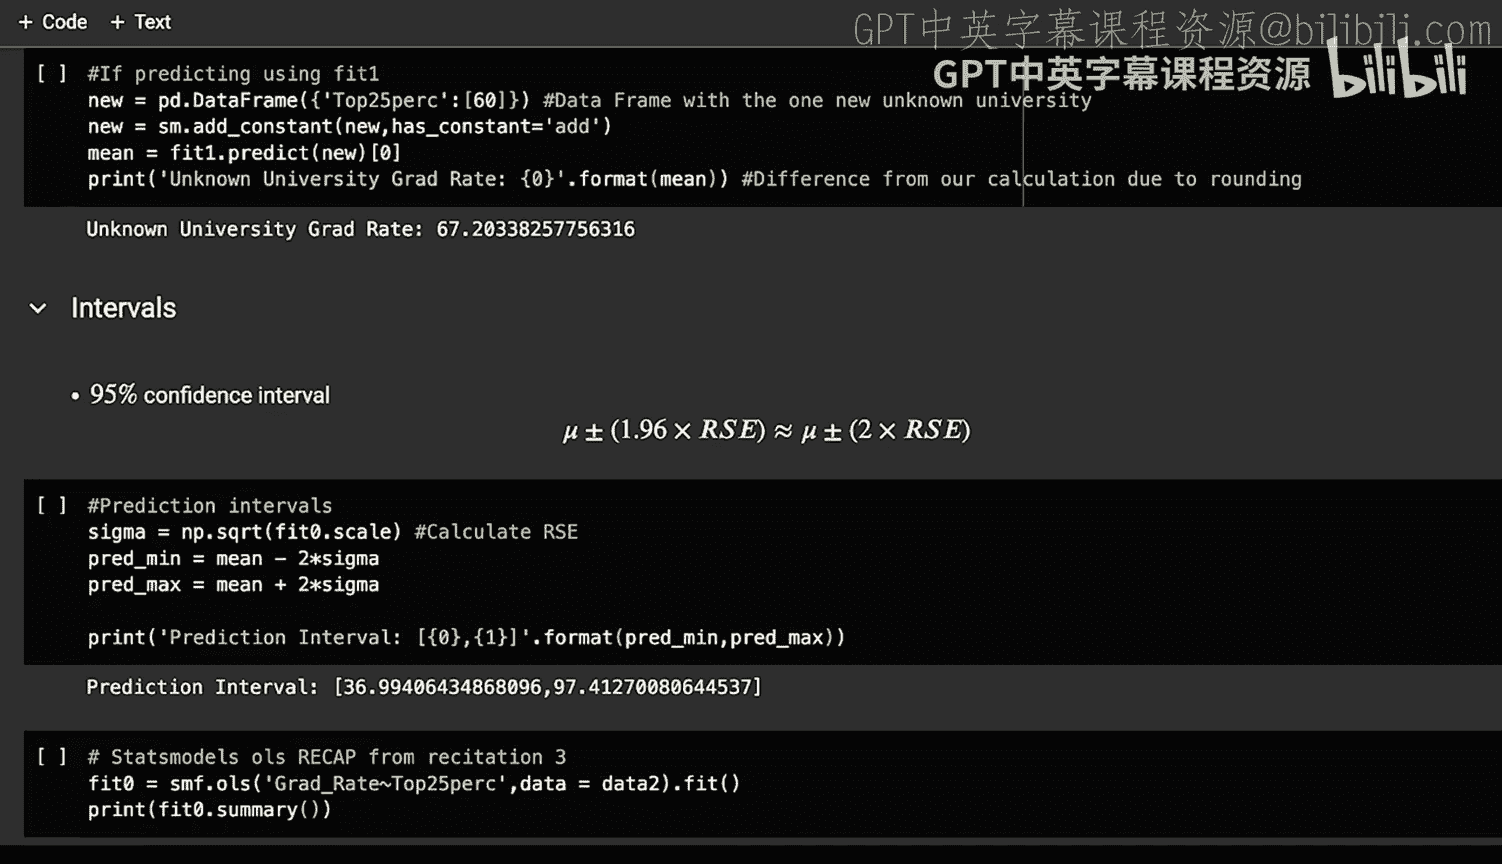 + Code + Text
GPT中英字幕课程资源@bilibili.com
GPT中英字幕课程资源 bilibili
[ ] #If predicting using fit1
new = pd.DataFrame({'Top25perc':[60]}) #Data Frame with the one new unknown university
new = sm.add_constant(new,has_constant='add')
mean = fit1.predict(new)[0]
print('Unknown University Grad Rate: {0}'.format(mean)) #Difference from our calculation due to rounding
Unknown University Grad Rate: 67.20338257756316
Intervals
• 95% confidence interval
μ ± (1.96 × RSE) ≈ μ ± (2 × RSE)
[ ] #Prediction intervals
sigma = np.sqrt(fit0.scale) #Calculate RSE
pred_min = mean - 2*sigma
pred_max = mean + 2*sigma
print('Prediction Interval: [{0},{1}]'.format(pred_min,pred_max))
Prediction Interval: [36.99406434868096,97.41270080644537]
[ ] # Statsmodels ols RECAP from recitation 3
fit0 = smf.ols('Grad_Rate~Top25perc',data = data2).fit()
print(fit0.summary())